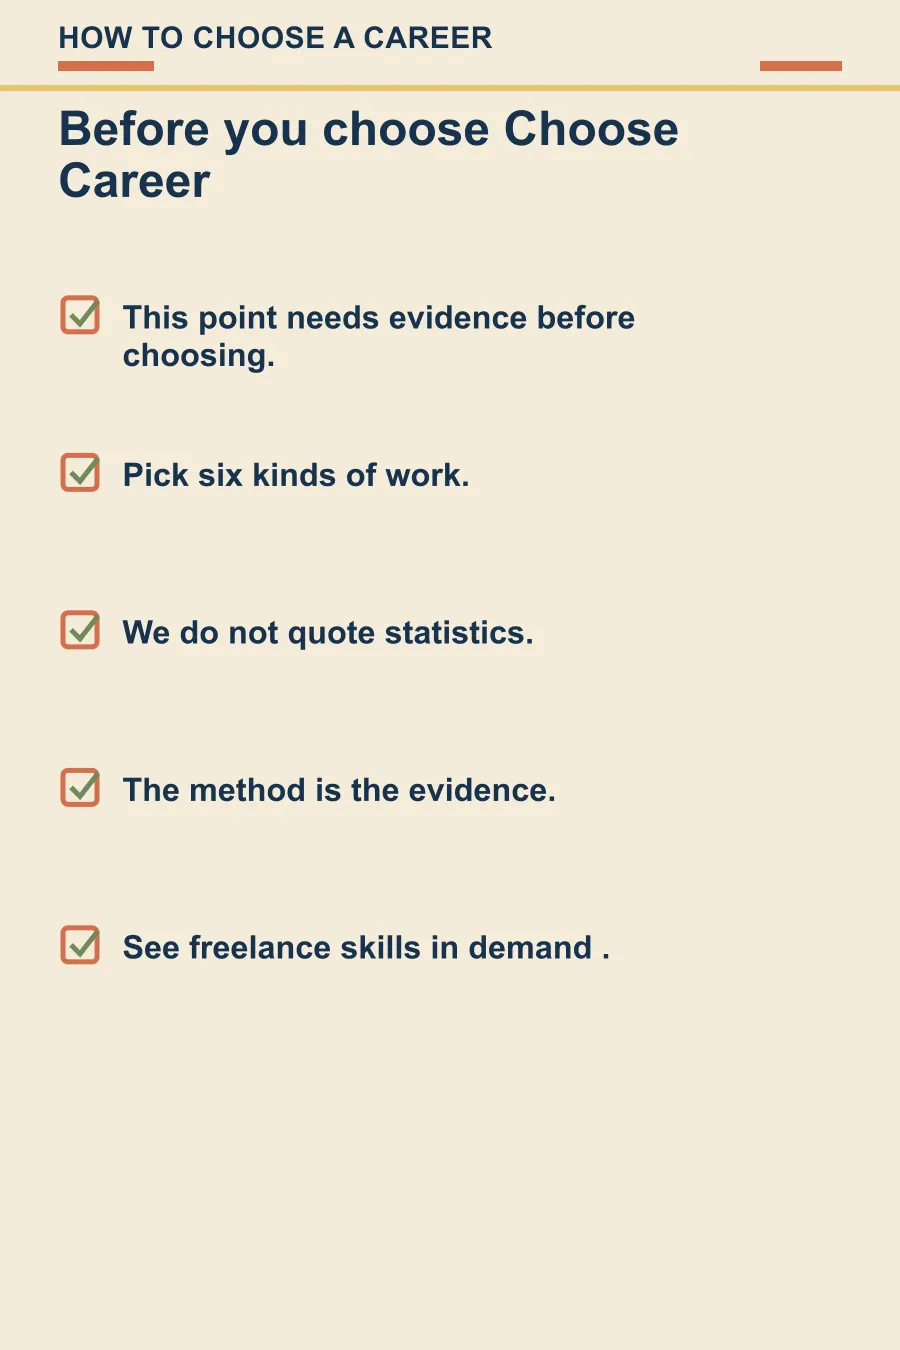 HOW TO CHOOSE A CAREER
Before you choose Choose
Career
This point needs evidence before
choosing.
Pick six kinds of work.
We do not quote statistics.
The method is the evidence.
See freelance skills in demand .